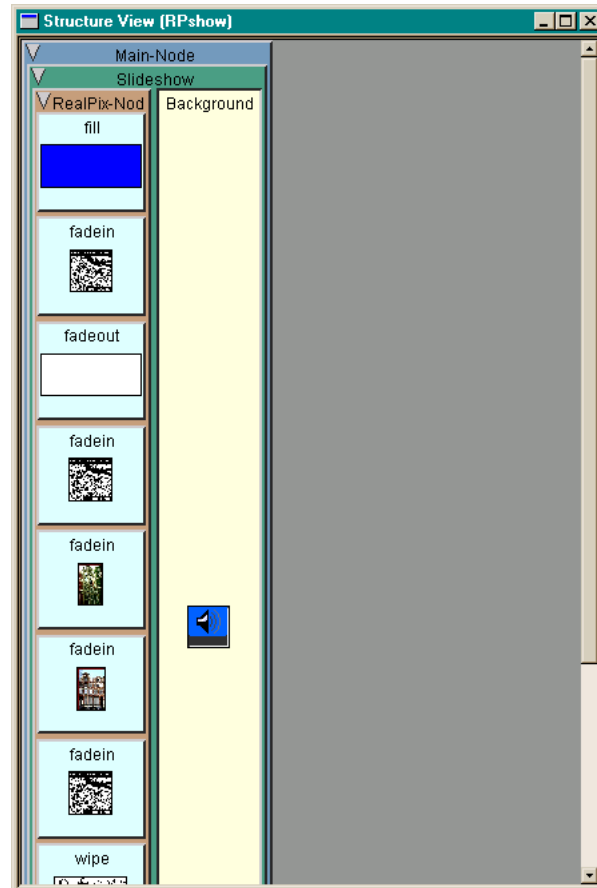 Structure View (RPshow)
Main-Node
Slideshow
RealPix-Nod
Background
fill
fadein
fadeout
fadein
fadein
fadein
fadein
wipe